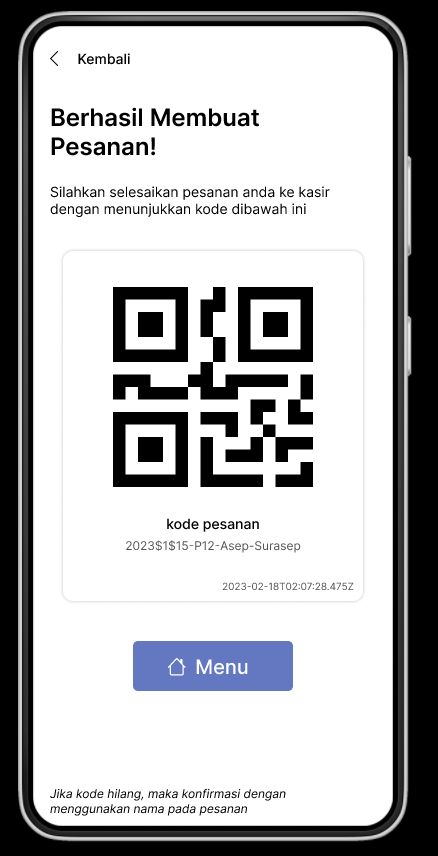 Kembali
Berhasil Membuat
Pesanan!
Silahkan selesaikan pesanan anda ke kasir
dengan menunjukkan kode dibawah ini
kode pesanan
2023$1$15-P12-Asep-Surasep
2023-02-18T02:07:28.475Z
Menu
Jika kode hilang, maka konfirmasi dengan
menggunakan nama pada pesanan